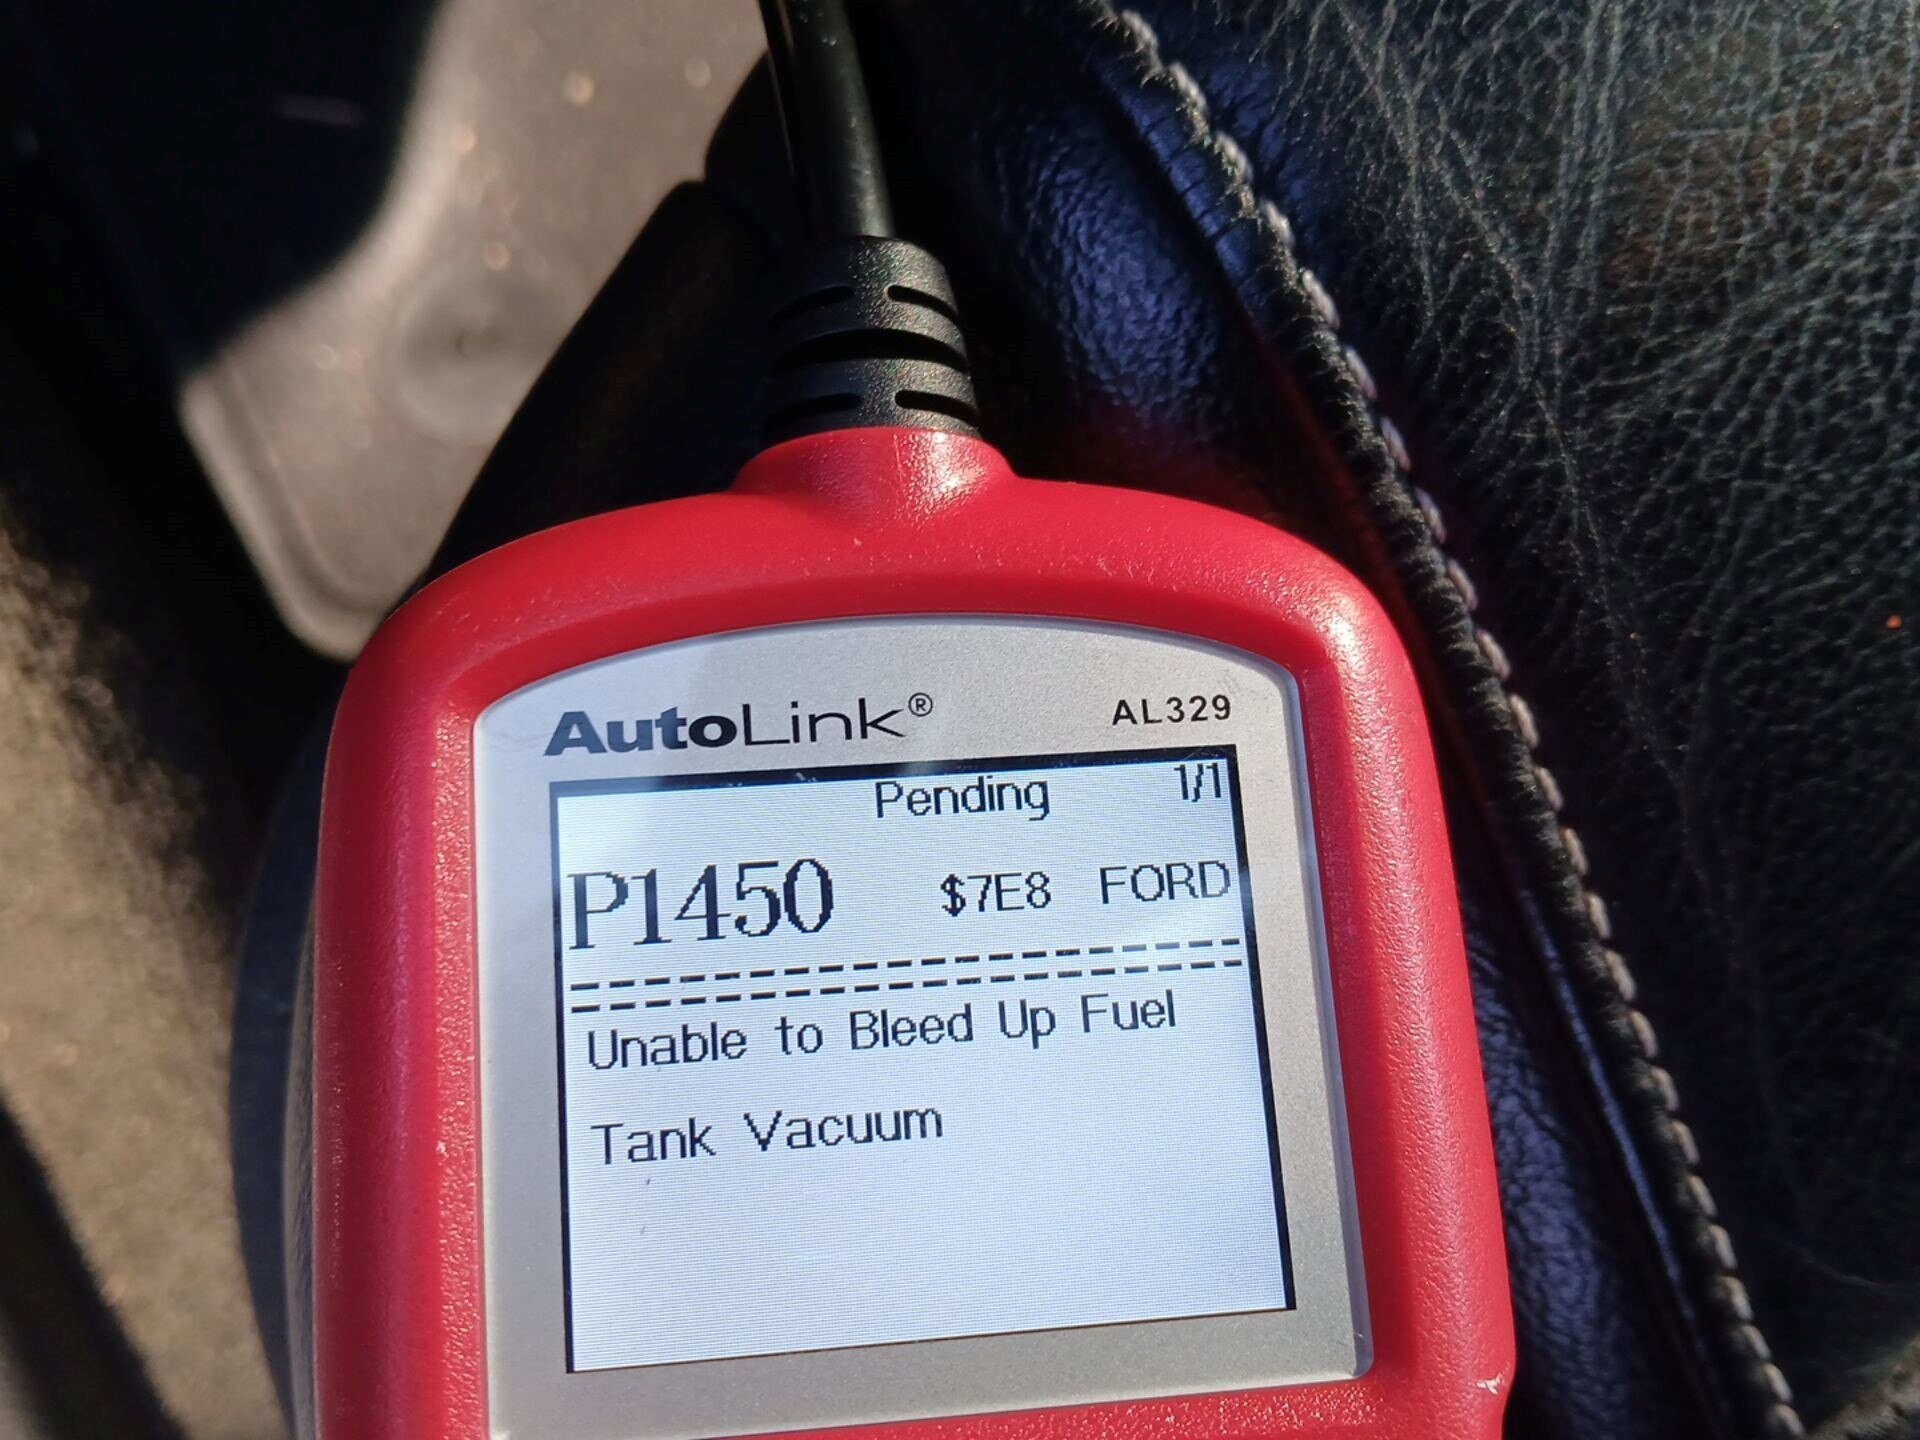 AutoLink® AL329
Pending 1/1
P1450 $7E8 FORD
Unable to Bleed Up Fuel
Tank Vacuum